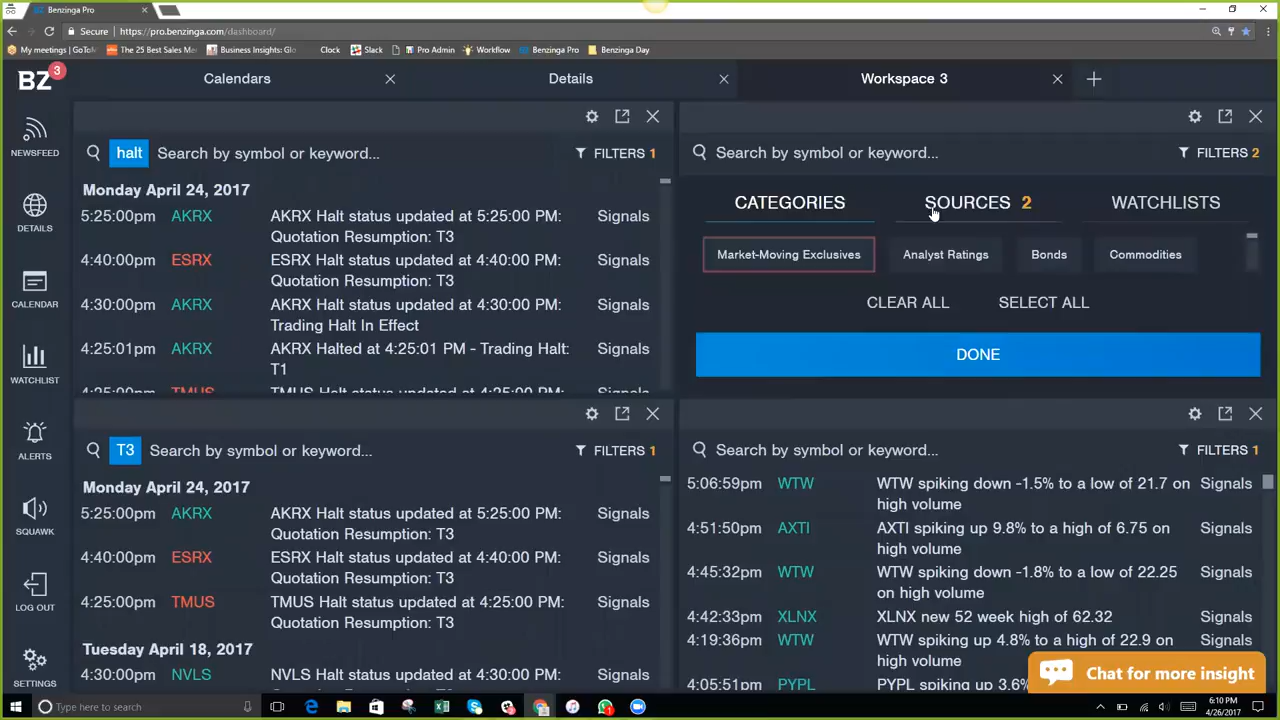 Benzinga Pro
Secure https://pro.benzinga.com/dashboard/
My meetings | GoToM The 25 Best Sales Me Business Insights: Glo Clock Slack Pro Admin Workflow Benzinga Pro Benzinga Day
BZ 3
Calendars
Details
Workspace 3
NEWSFEED
DETAILS
CALENDAR
WATCHLIST
ALERTS
SQUAWK
LOG OUT
SETTINGS
halt Search by symbol or keyword... FILTERS 1
Monday April 24, 2017
5:25:00pm AKRX AKRX Halt status updated at 5:25:00 PM: Signals
Quotation Resumption: T3
4:40:00pm ESRX ESRX Halt status updated at 4:40:00 PM: Signals
Quotation Resumption: T3
4:30:00pm AKRX AKRX Halt status updated at 4:30:00 PM: Signals
Trading Halt In Effect
4:25:01pm AKRX AKRX Halted at 4:25:01 PM - Trading Halt: Signals
T1
4:25:00pm TMUS TMUS Halt status updated at 4:25:00 PM: Signals
Search by symbol or keyword... FILTERS 2
CATEGORIES SOURCES 2 WATCHLISTS
Market-Moving Exclusives Analyst Ratings Bonds Commodities
CLEAR ALL SELECT ALL
DONE
T3 Search by symbol or keyword... FILTERS 1
Monday April 24, 2017
5:25:00pm AKRX AKRX Halt status updated at 5:25:00 PM: Signals
Quotation Resumption: T3
4:40:00pm ESRX ESRX Halt status updated at 4:40:00 PM: Signals
Quotation Resumption: T3
4:25:00pm TMUS TMUS Halt status updated at 4:25:00 PM: Signals
Quotation Resumption: T3
Tuesday April 18, 2017
4:30:00pm NVLS NVLS Halt status updated at 4:30:00 PM: Signals
Search by symbol or keyword... FILTERS 1
5:06:59pm WTW WTW spiking down -1.5% to a low of 21.7 on Signals
high volume
4:51:50pm AXTI AXTI spiking up 9.8% to a high of 6.75 on Signals
high volume
4:45:32pm WTW WTW spiking down -1.8% to a low of 22.25 Signals
on high volume
4:42:33pm XLNX XLNX new 52 week high of 62.32 Signals
4:19:36pm WTW WTW spiking up 4.8% to a high of 22.9 on Signals
high volume
4:05:51pm PYPL PYPL spiking up 3.6%
Chat for more insight
Type here to search
6:10 PM
4/26/2017